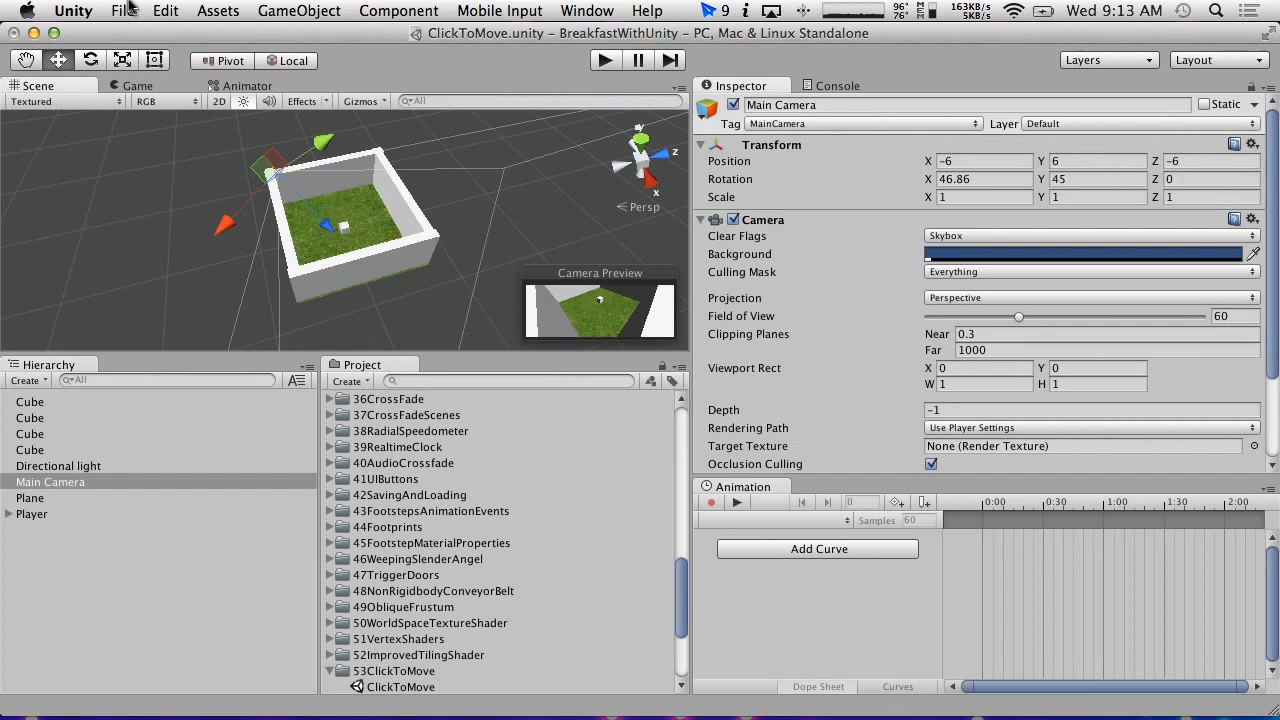 Unity File Edit Assets GameObject Component Mobile Input Window Help 9 96° 76° 163KB/s 5KB/s Wed 9:13 AM
ClickToMove.unity – BreakfastWithUnity – PC, Mac & Linux Standalone
Pivot Local Layers Layout
Scene Game Animator
Textured RGB 2D Effects Gizmos All
y
z
x
Persp
Camera Preview
Hierarchy
Create All
Cube
Cube
Cube
Cube
Directional light
Main Camera
Plane
Player
Project
Create
36CrossFade
37CrossFadeScenes
38RadialSpeedometer
39RealtimeClock
40AudioCrossfade
41UIButtons
42SavingAndLoading
43FootstepsAnimationEvents
44Footprints
45FootstepMaterialProperties
46WeepingSlenderAngel
47TriggerDoors
48NonRigidbodyConveyorBelt
49ObliqueFrustum
50WorldSpaceTextureShader
51VertexShaders
52ImprovedTilingShader
53ClickToMove
ClickToMove
Inspector Console
Main Camera Static
Tag MainCamera Layer Default
Transform
Position X -6 Y 6 Z -6
Rotation X 46.86 Y 45 Z 0
Scale X 1 Y 1 Z 1
Camera
Clear Flags Skybox
Background
Culling Mask Everything
Projection Perspective
Field of View 60
Clipping Planes Near 0.3
Far 1000
Viewport Rect X 0 Y 0
W 1 H 1
Depth -1
Rendering Path Use Player Settings
Target Texture None (Render Texture)
Occlusion Culling
Animation
0 0:00 0:30 1:00 1:30 2:00
Samples 60
Add Curve
Dope Sheet Curves